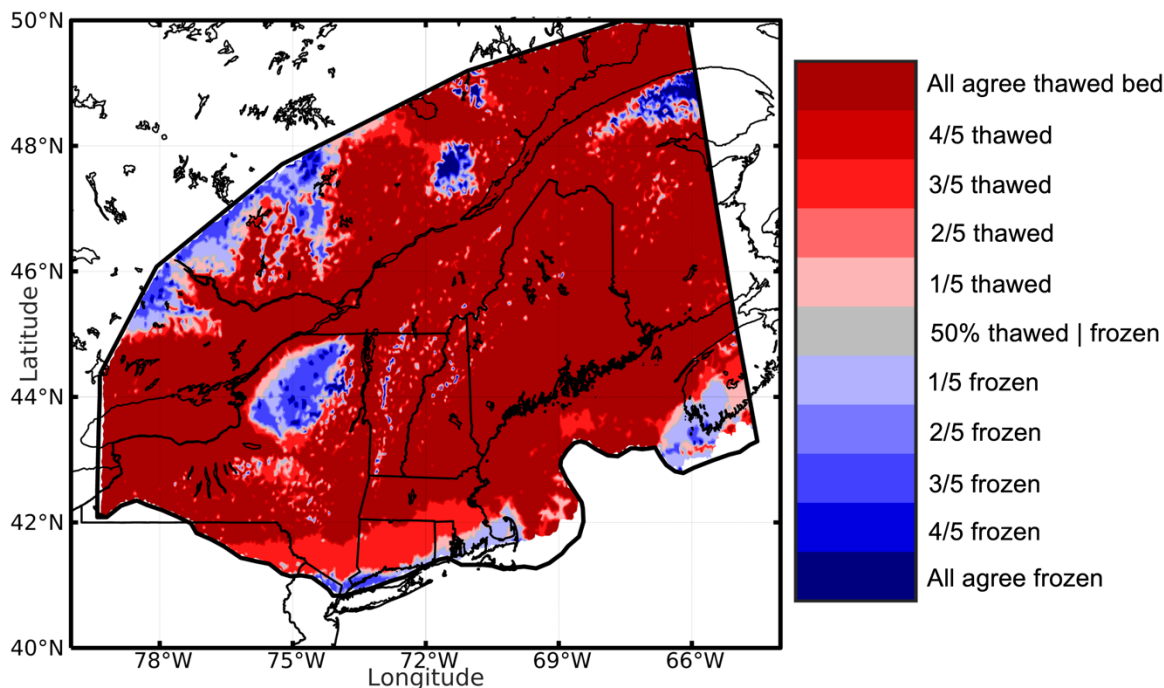 50°N
48°N
46°N
44°N
42°N
40°N
Latitude
78°W
75°W
72°W
69°W
66°W
Longitude
All agree thawed bed
4/5 thawed
3/5 thawed
2/5 thawed
1/5 thawed
50% thawed | frozen
1/5 frozen
2/5 frozen
3/5 frozen
4/5 frozen
All agree frozen